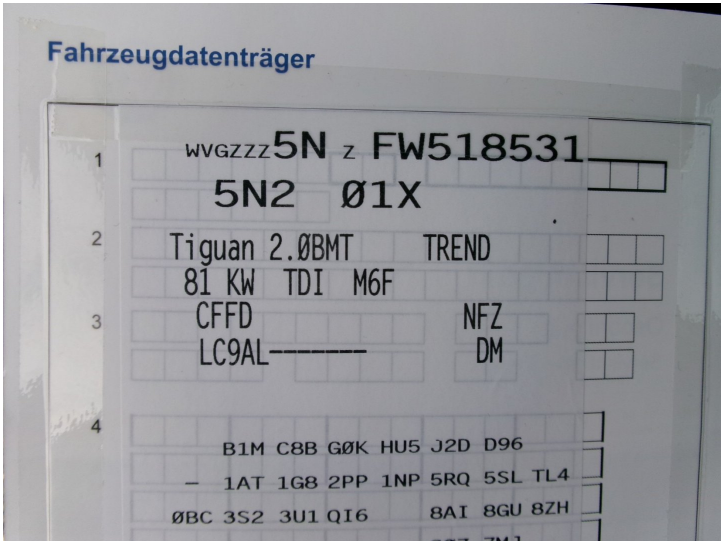 Fahrzeugdatenträger
1 WVGZZZ5N Z FW518531
5N2 Ø1X
2 Tiguan 2.ØBMT TREND
81 KW TDI M6F
3 CFFD NFZ
LC9AL------- DM
4
B1M C8B GØK HU5 J2D D96
- 1AT 1G8 2PP 1NP 5RQ 5SL TL4
ØBC 3S2 3U1 QI6 8AI 8GU 8ZH